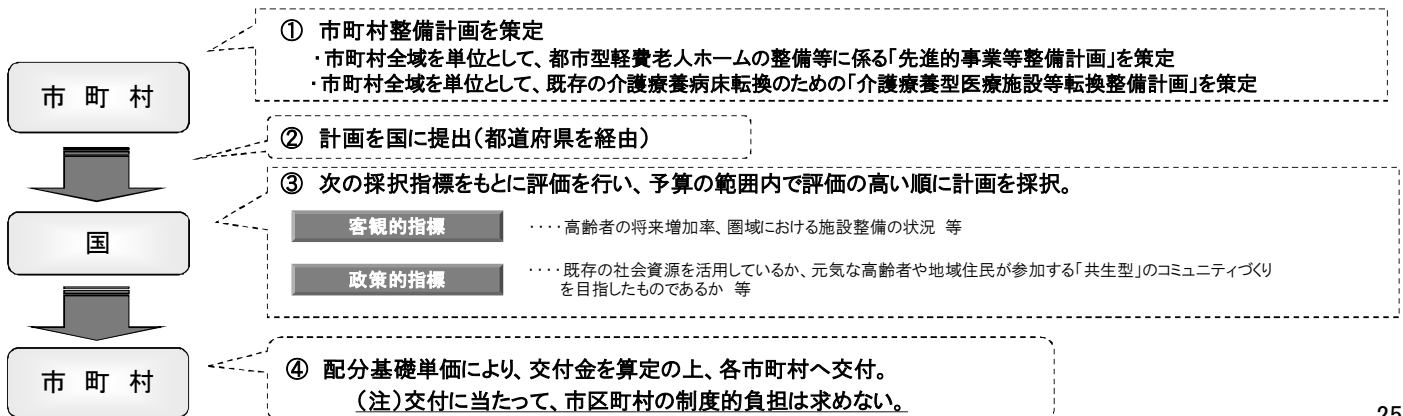 ① 市町村整備計画を策定
・市町村全域を単位として、都市型軽費老人ホームの整備等に係る「先進的事業等整備計画」を策定
・市町村全域を単位として、既存の介護療養病床転換のための「介護療養型医療施設等転換整備計画」を策定
市 町 村
② 計画を国に提出(都道府県を経由)
③ 次の採択指標をもとに評価を行い、予算の範囲内で評価の高い順に計画を採択。
客観的指標
‥‥高齢者の将来増加率、圏域における施設整備の状況 等
国
政策的指標
‥‥既存の社会資源を活用しているか、元気な高齢者や地域住民が参加する「共生型」のコミュニティづくり
を目指したものであるか 等
市 町 村
④ 配分基礎単価により、交付金を算定の上、各市町村へ交付。
(注)交付に当たって、市区町村の制度的負担は求めない。
25